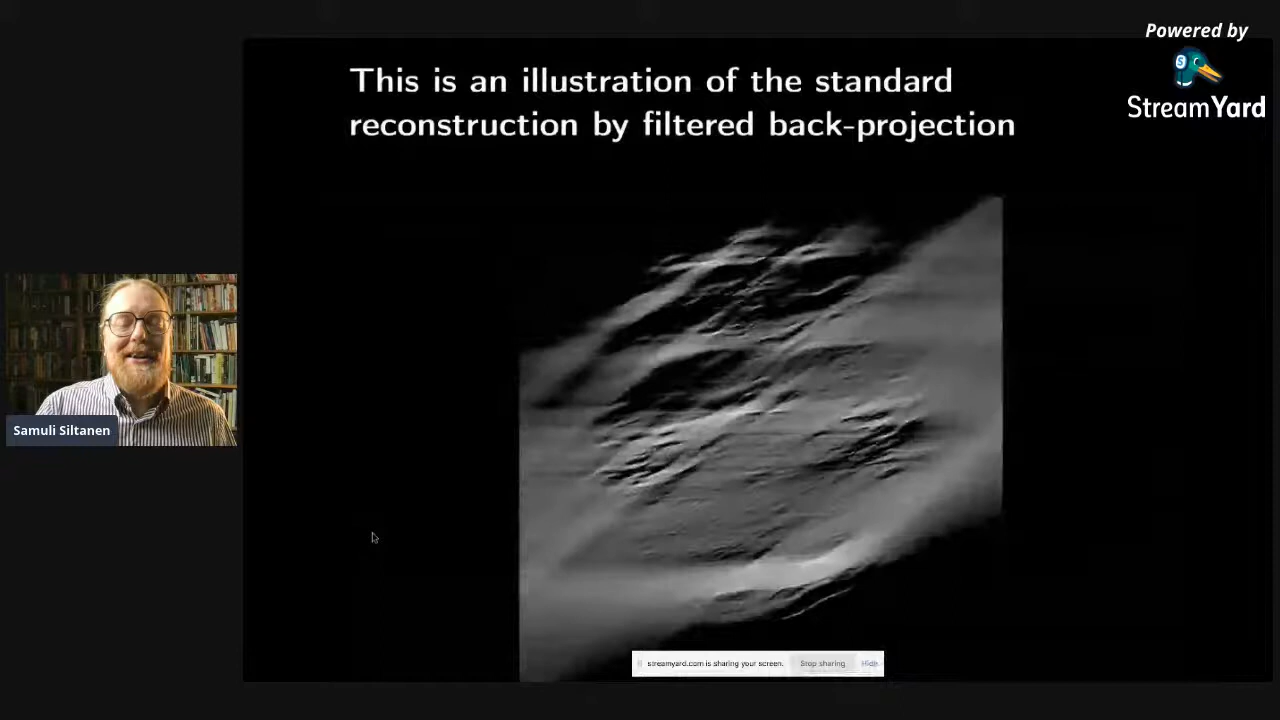 Powered by
StreamYard
This is an illustration of the standard
reconstruction by filtered back-projection
Samuli Siltanen
streamyard.com is sharing your screen.
Stop sharing
Hide